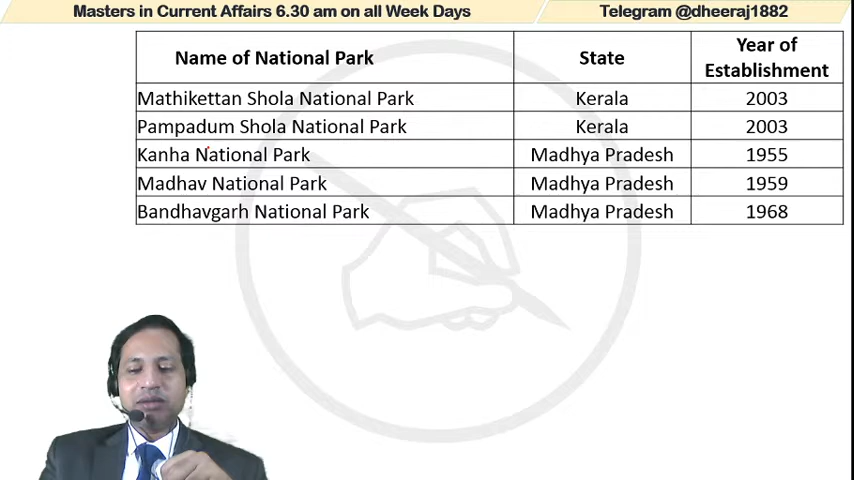 Masters in Current Affairs 6.30 am on all Week Days
Telegram @dheeraj1882
Name of National Park State Year of Establishment
Mathikettan Shola National Park Kerala 2003
Pampadum Shola National Park Kerala 2003
Kanha National Park Madhya Pradesh 1955
Madhav National Park Madhya Pradesh 1959
Bandhavgarh National Park Madhya Pradesh 1968